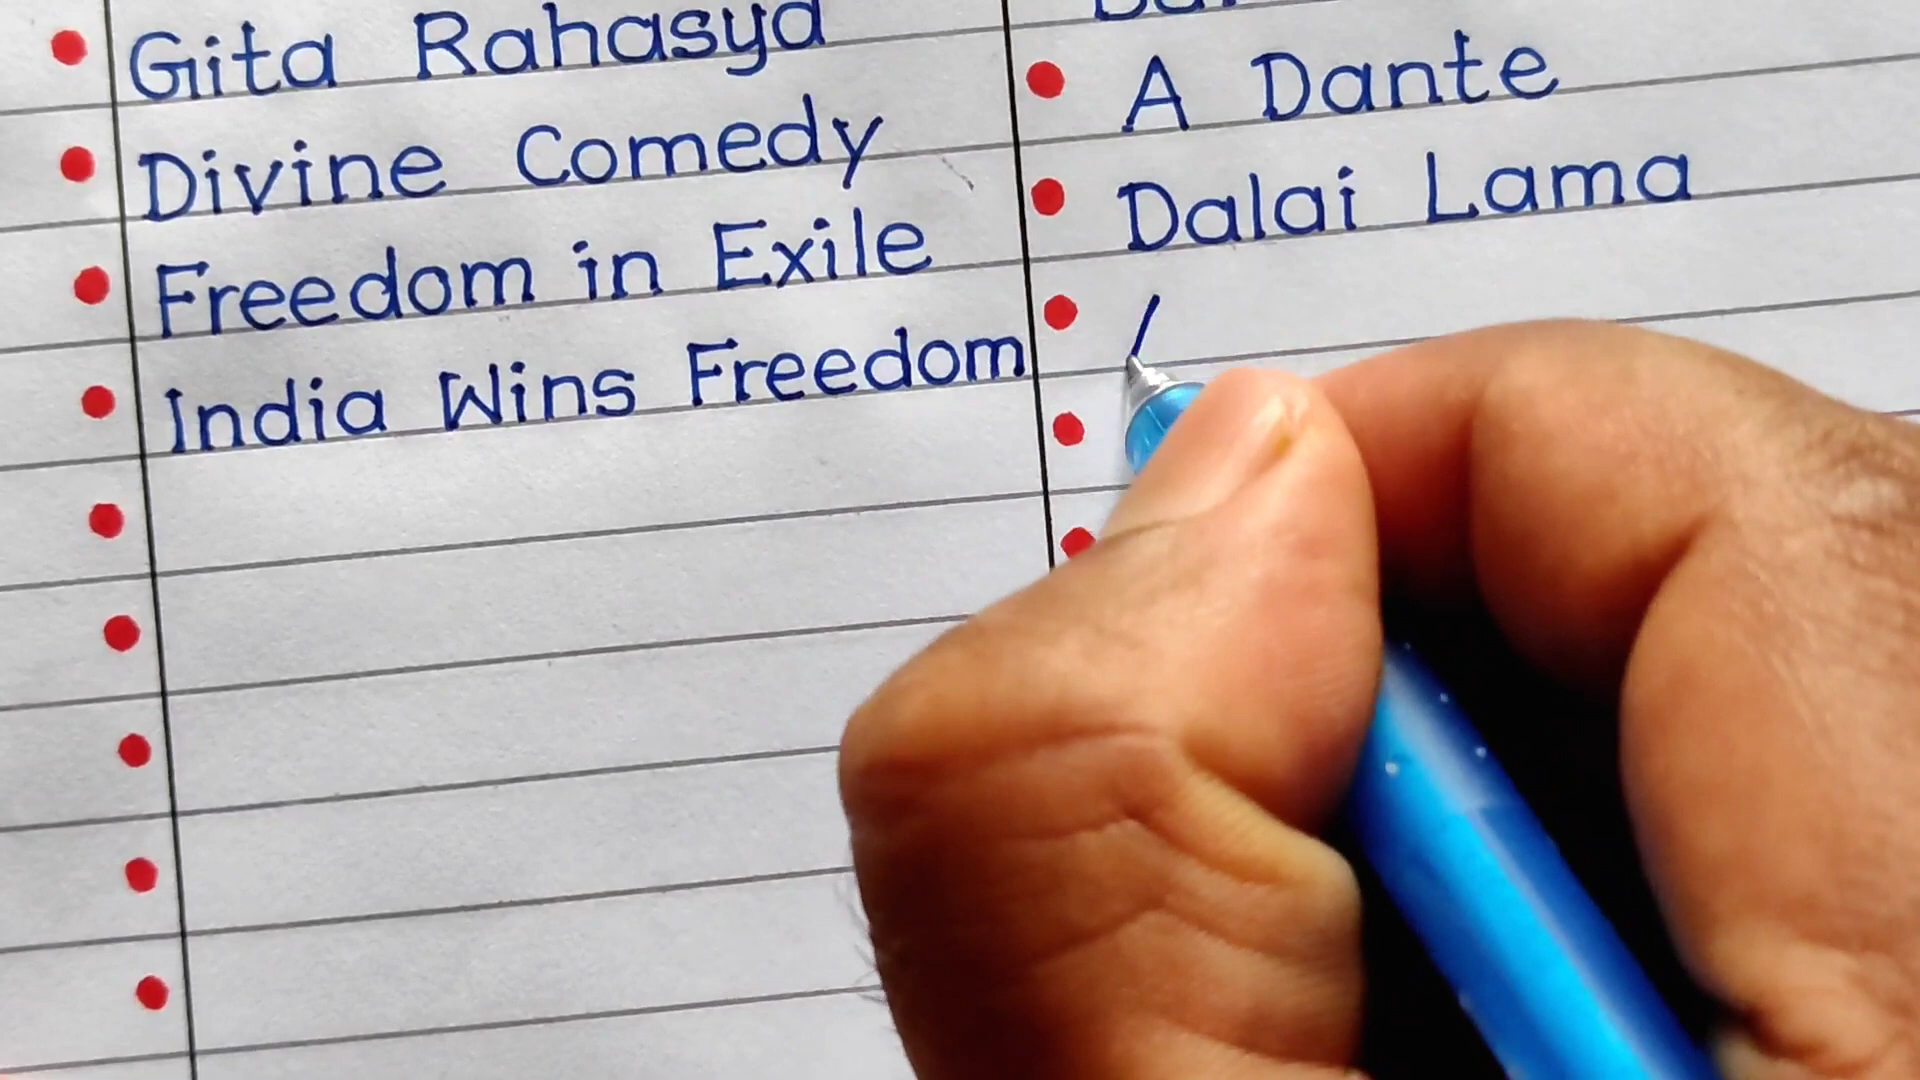 Gita Rahasya
Divine Comedy
Freedom in Exile
India Wins Freedom
A Dante
Dalai Lama